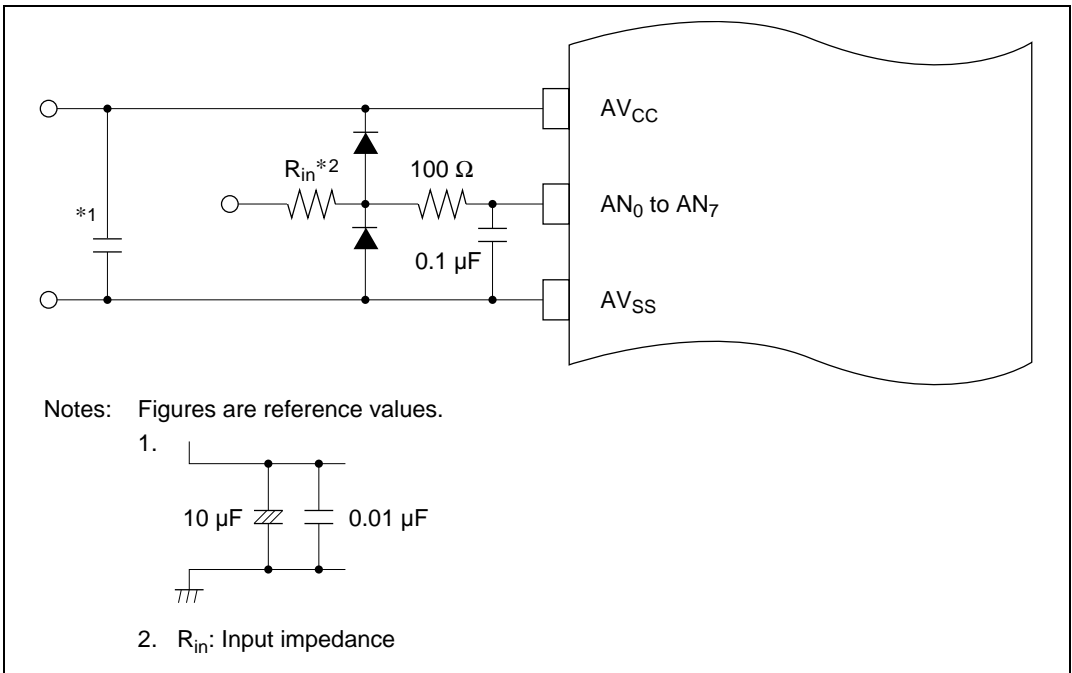 AVCC
Rin*2
100 Ω
*1
AN0 to AN7
0.1 µF
AVSS
Notes: Figures are reference values.
1.
10 µF
0.01 µF
2. Rin: Input impedance